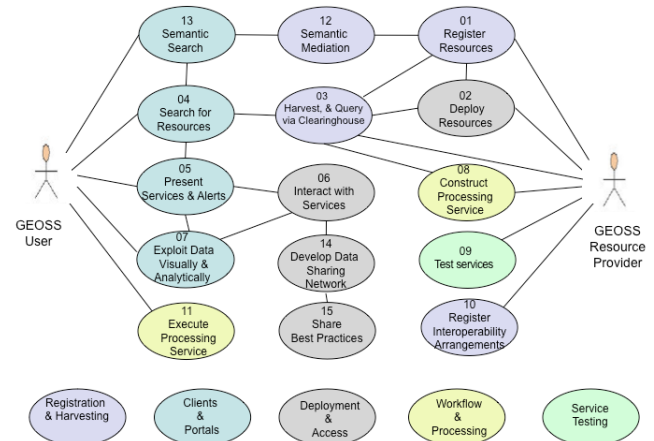 13
Semantic
Search
12
Semantic
Mediation
01
Register
Resources
04
Search for
Resources
03
Harvest, & Query
via Clearinghouse
02
Deploy
Resources
05
Present
Services & Alerts
06
Interact with
Services
08
Construct
Processing
Service
GEOSS
User
GEOSS
Resource
Provider
07
Exploit Data
Visually &
Analytically
14
Develop Data
Sharing
Network
09
Test services
11
Execute
Processing
Service
15
Share
Best Practices
10
Register
Interoperability
Arrangements
Registration
& Harvesting
Clients
&
Portals
Deployment
&
Access
Workflow
&
Processing
Service
Testing